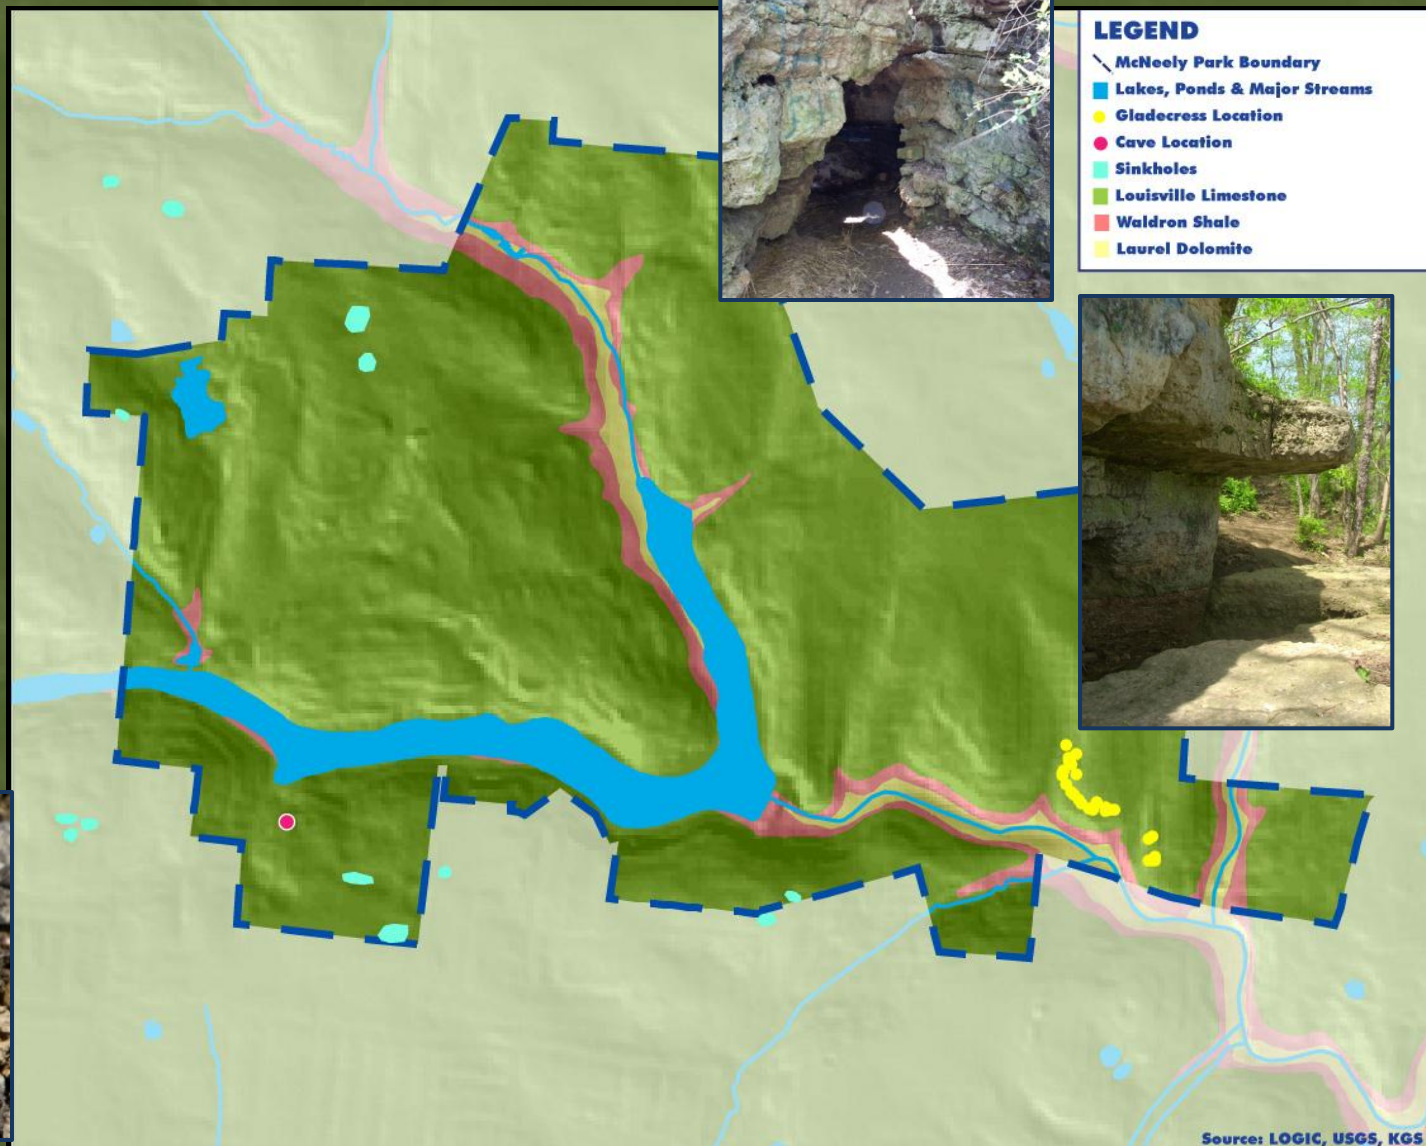 LEGEND
McNeely Park Boundary
Lakes, Ponds & Major Streams
Gladecress Location
Cave Location
Sinkholes
Louisville Limestone
Waldron Shale
Laurel Dolomite
Source: LOGIC, USGS, KGS